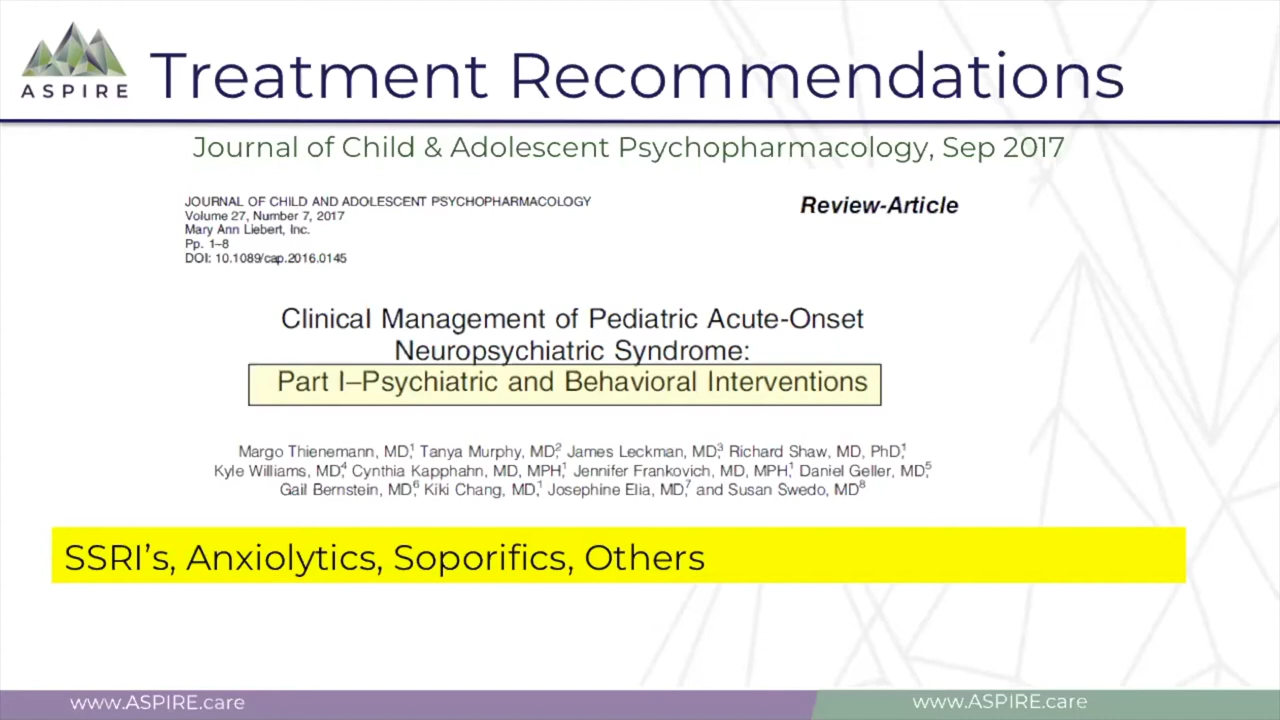 ASPIRE
Treatment Recommendations
Journal of Child & Adolescent Psychopharmacology, Sep 2017
JOURNAL OF CHILD AND ADOLESCENT PSYCHOPHARMACOLOGY
Volume 27, Number 7, 2017
Mary Ann Liebert, Inc.
Pp. 1–8
DOI: 10.1089/cap.2016.0145
Review-Article
Clinical Management of Pediatric Acute-Onset
Neuropsychiatric Syndrome:
Part I–Psychiatric and Behavioral Interventions
Margo Thienemann, MD,1 Tanya Murphy, MD,2 James Leckman, MD,3 Richard Shaw, MD, PhD,1
Kyle Williams, MD,4 Cynthia Kapphahn, MD, MPH,1 Jennifer Frankovich, MD, MPH,1 Daniel Geller, MD,5
Gail Bernstein, MD,6 Kiki Chang, MD,1 Josephine Elia, MD,7 and Susan Swedo, MD8
SSRI's, Anxiolytics, Soporifics, Others
www.ASPIRE.care
www.ASPIRE.care